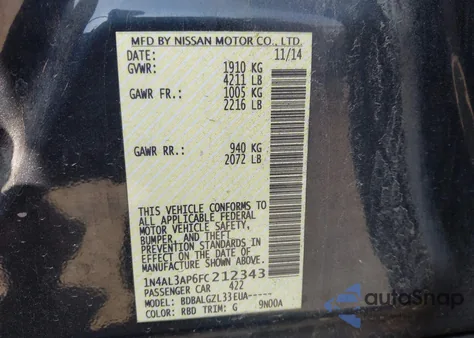 MFD BY NISSAN MOTOR CO., LTD.
DATE: 11/14
GVWR: 1910 KG
4211 LB
GAWR FR.: 1005 KG
2216 LB
GAWR RR.: 940 KG
2072 LB
THIS VEHICLE CONFORMS TO
ALL APPLICABLE FEDERAL
MOTOR VEHICLE SAFETY,
BUMPER, AND THEFT
PREVENTION STANDARDS IN
EFFECT ON THE DATE OF
MANUFACTURE SHOWN ABOVE.
1N4AL3AP6FC212343
PASSENGER CAR 422
MODEL: BDBALGZL33EUA-----
COLOR: RBD TRIM: G 9N00A
autoSnap